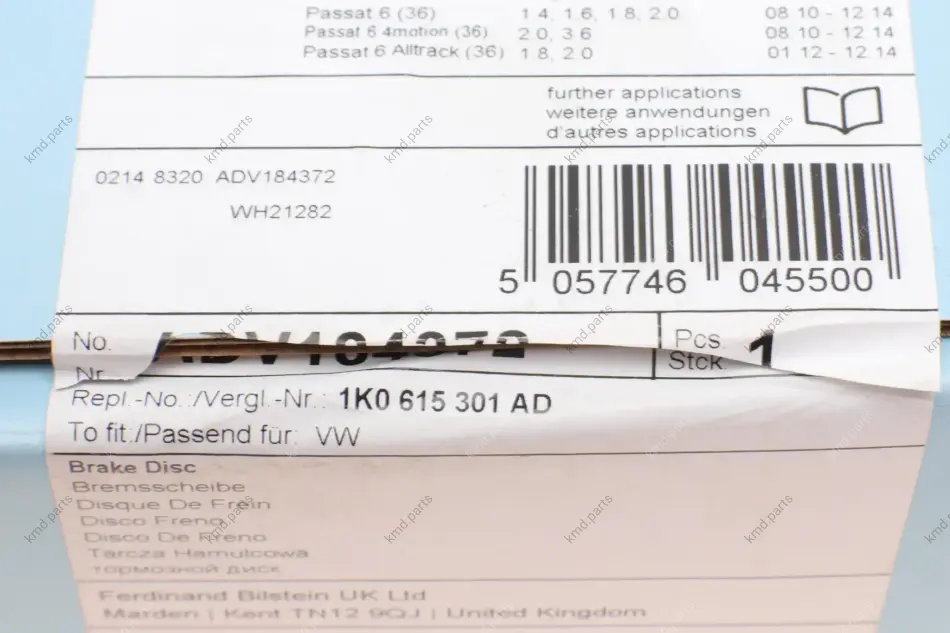 Passat 6 (36) 1 4, 1.6, 1 8, 2.0 08 10 - 12 14
Passat 6 4motion (36) 2 0, 3 6 08 10 - 12 14
Passat 6 Alltrack (36) 1 8, 2.0 01 12 - 12 14
further applications
weitere anwendungen
d'autres applications
0214 8320 ADV184372
WH21282
5 057746 045500
No. ADV184372 Pcs. 1
Nr. Stck
Repl.-No.:/Vergl.-Nr.: 1K0 615 301 AD
To fit:/Passend für: VW
Brake Disc
Bremsscheibe
Disque De Frein
Disco Freno
Disco De Freno
Tarcza Hamulcowa
тормозной диск
Ferdinand Bilstein UK Ltd
Marden | Kent TN12 9QJ | United Kingdom
kmd.parts